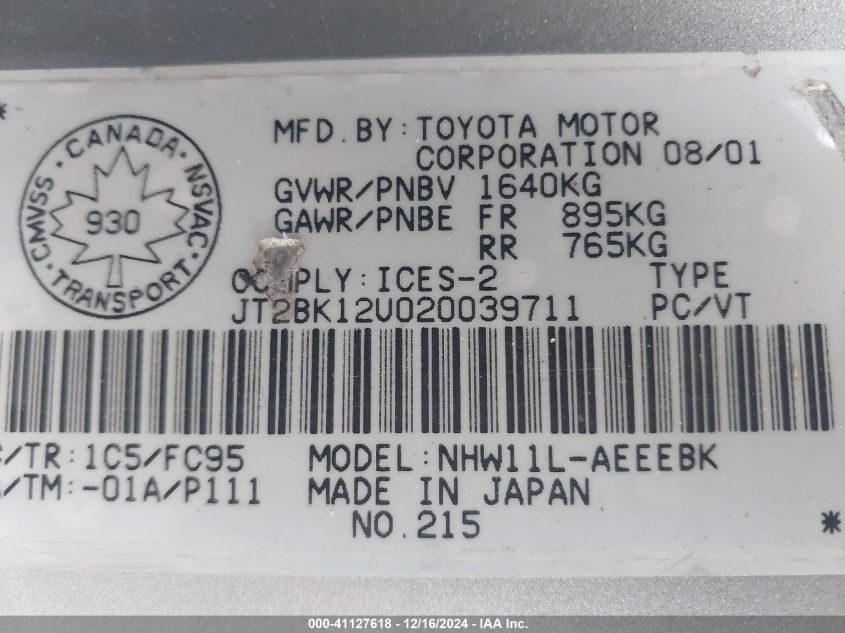 *
CANADA · NSVAC · TRANSPORT · CMVSS ·
930
MFD. BY: TOYOTA MOTOR
CORPORATION 08/01
GVWR/PNBV 1640KG
GAWR/PNBE FR 895KG
RR 765KG
COMPLY: ICES-2 TYPE
JT2BK12U020039711 PC/VT
C/TR: 1C5/FC95 MODEL: NHW11L-AEEEBK
A/TM: -01A/P111 MADE IN JAPAN
NO. 215
*
000-41127618 - 12/16/2024 - IAA Inc.